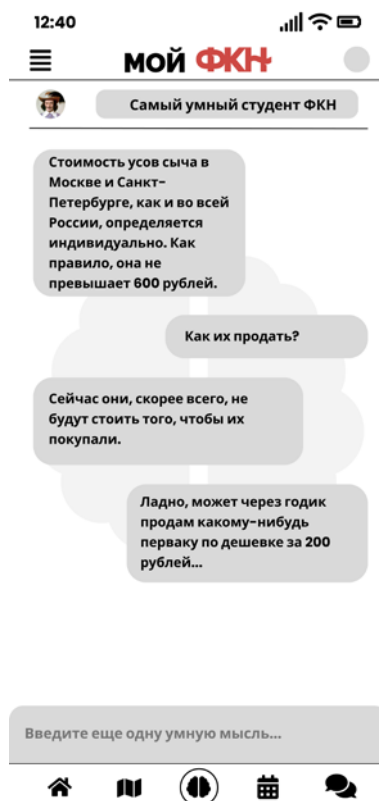 12:40
мой ФКН
Самый умный студент ФКН
Стоимость усов сыча в
Москве и Санкт-
Петербурге, как и во всей
России, определяется
индивидуально. Как
правило, она не
превышает 600 рублей.
Как их продать?
Сейчас они, скорее всего, не
будут стоить того, чтобы их
покупали.
Ладно, может через годик
продам какому-нибудь
перваку по дешевке за 200
рублей...
Введите еще одну умную мысль...